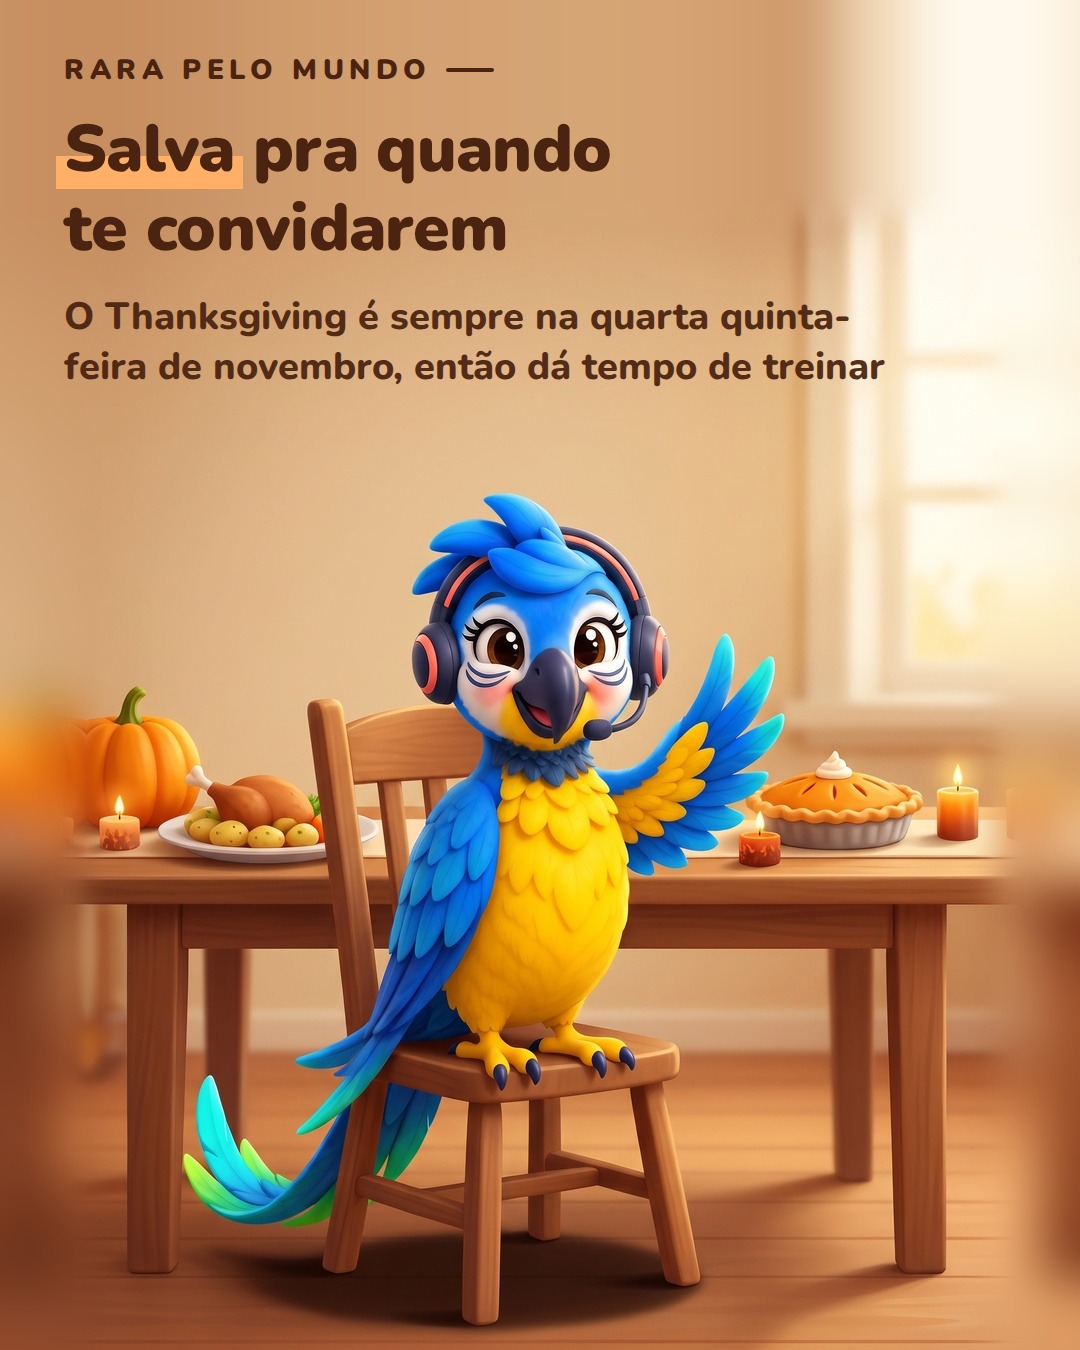 RARA PELO MUNDO —
Salva pra quando
te convidarem
O Thanksgiving é sempre na quarta quinta-
feira de novembro, então dá tempo de treinar